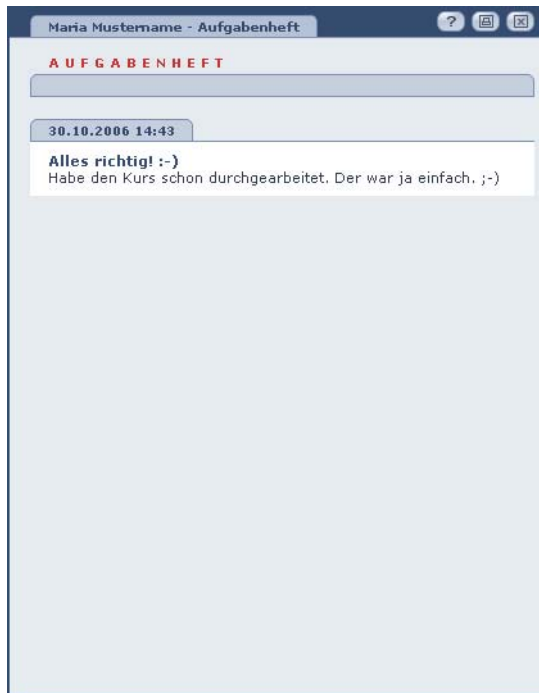 Maria Mustername - Aufgabenheft
?
AUFGABENHEFT
30.10.2006 14:43
Alles richtig! :-)
Habe den Kurs schon durchgearbeitet. Der war ja einfach. ;-)